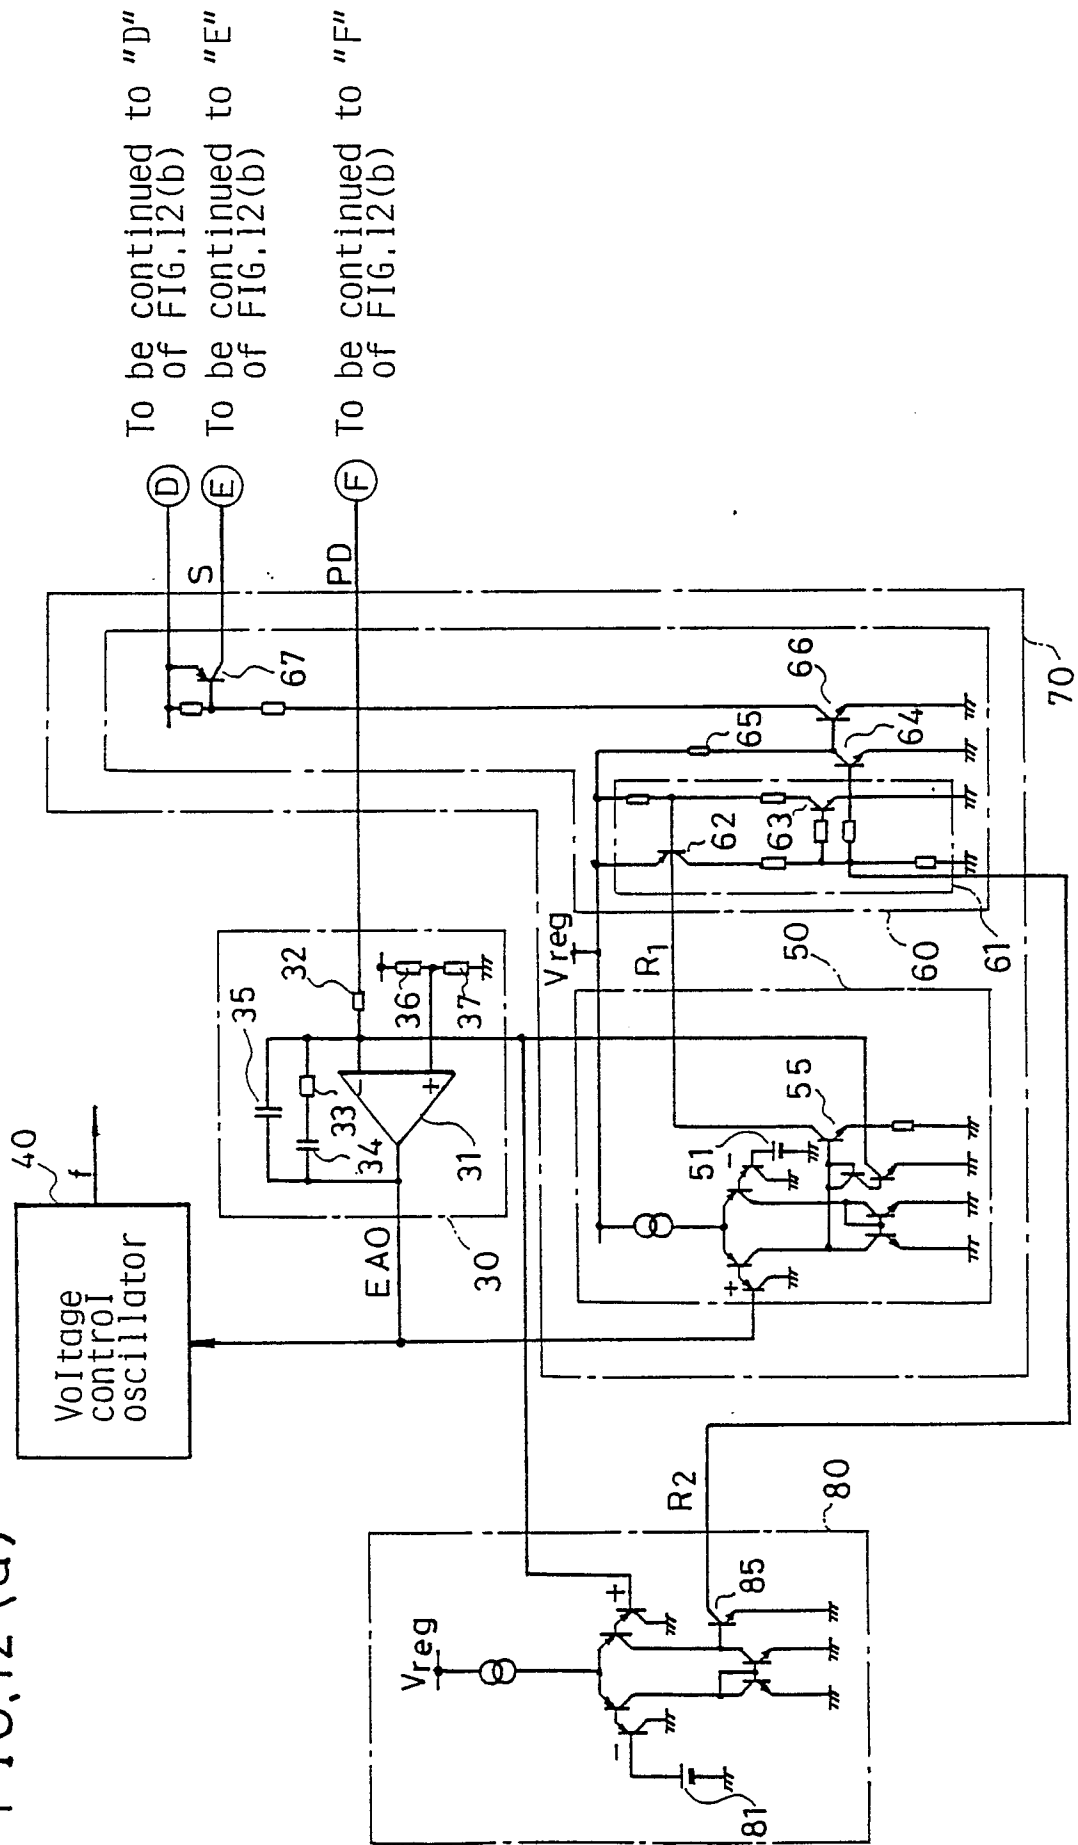 FIG.12(a)
40
Voltage
control
oscillator
f
35
33
34
31
32
36
37
30
EAO
PD
S
D
E
F
To be continued to "D"
of FIG.12(b)
To be continued to "E"
of FIG.12(b)
To be continued to "F"
of FIG.12(b)
67
66
65
64
63
62
61
60
70
Vreg
R1
50
51
55
+
−
−
+
R2
80
85
Vreg
+
−
81